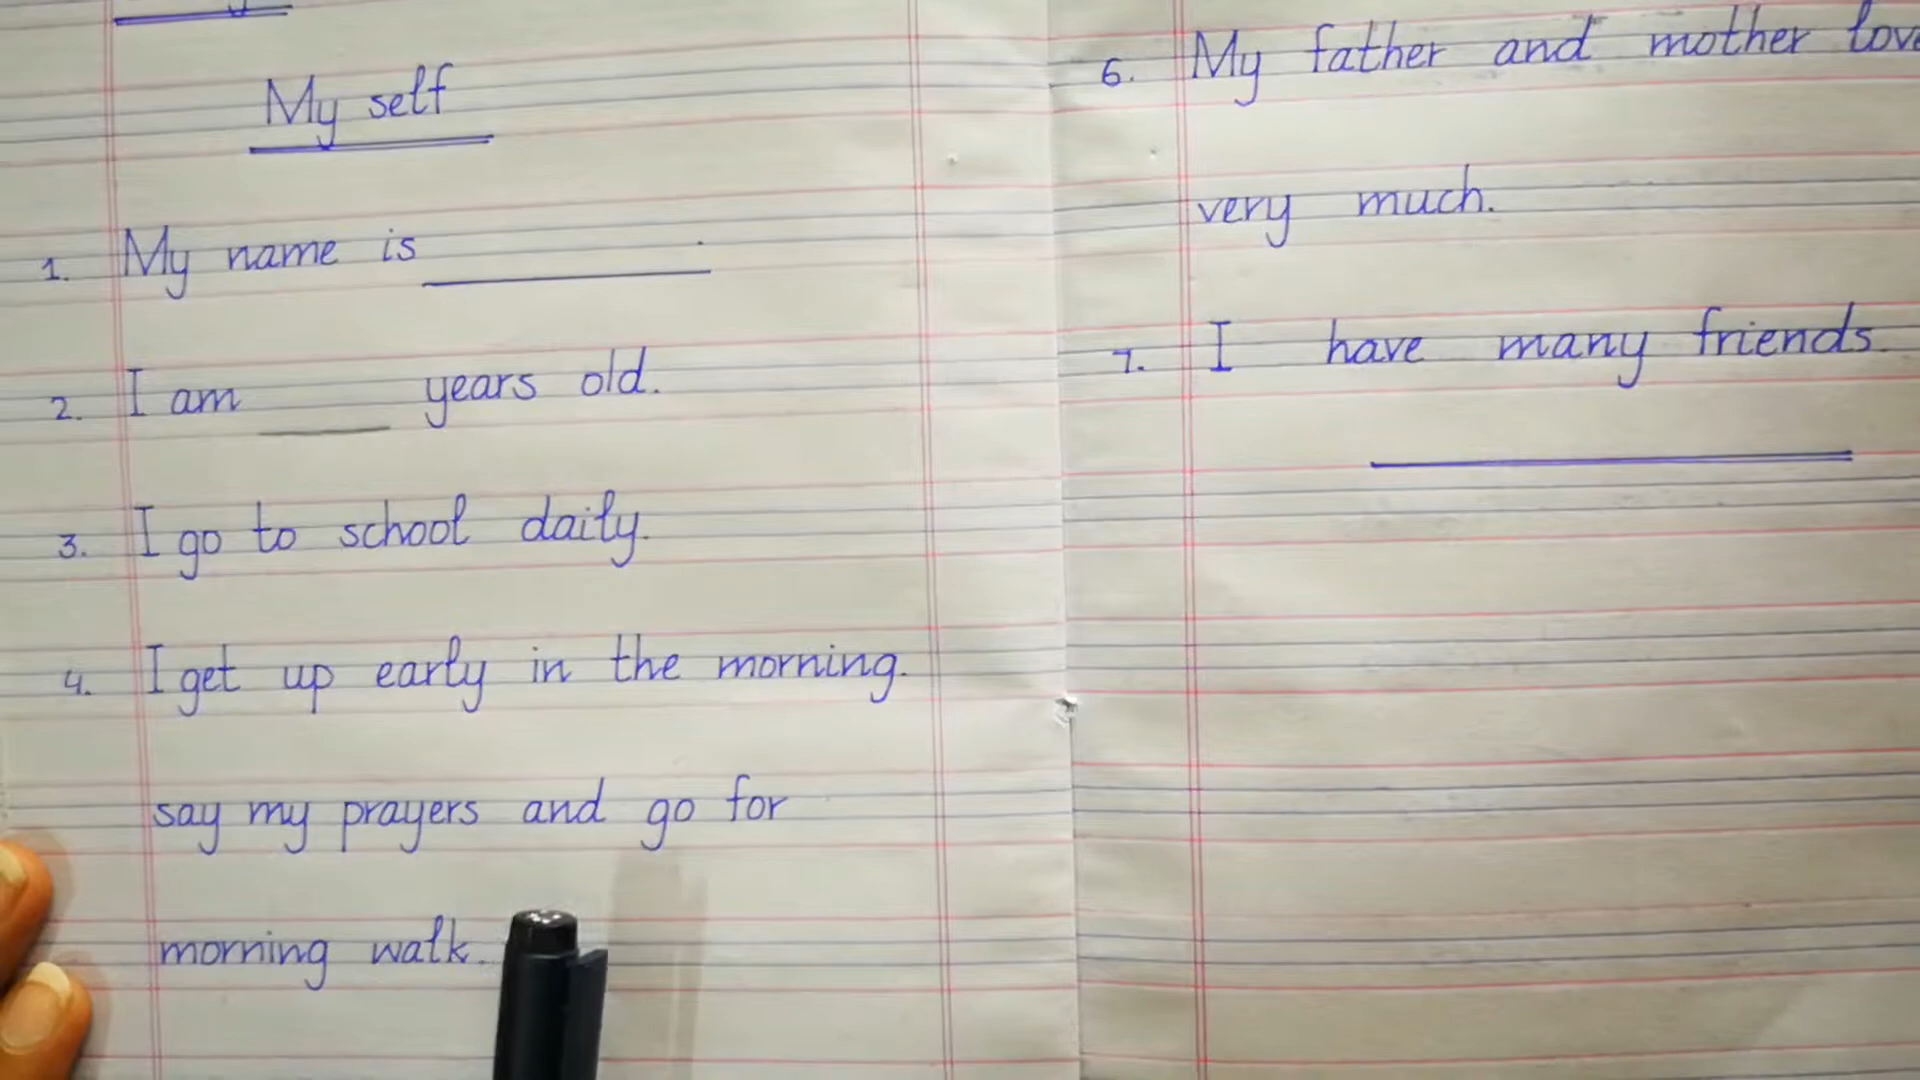 My self
1. My name is ________.
2. I am ____ years old.
3. I go to school daily.
4. I get up early in the morning.
say my prayers and go for
morning walk.
6. My father and mother
very much.
7. I have many friends.